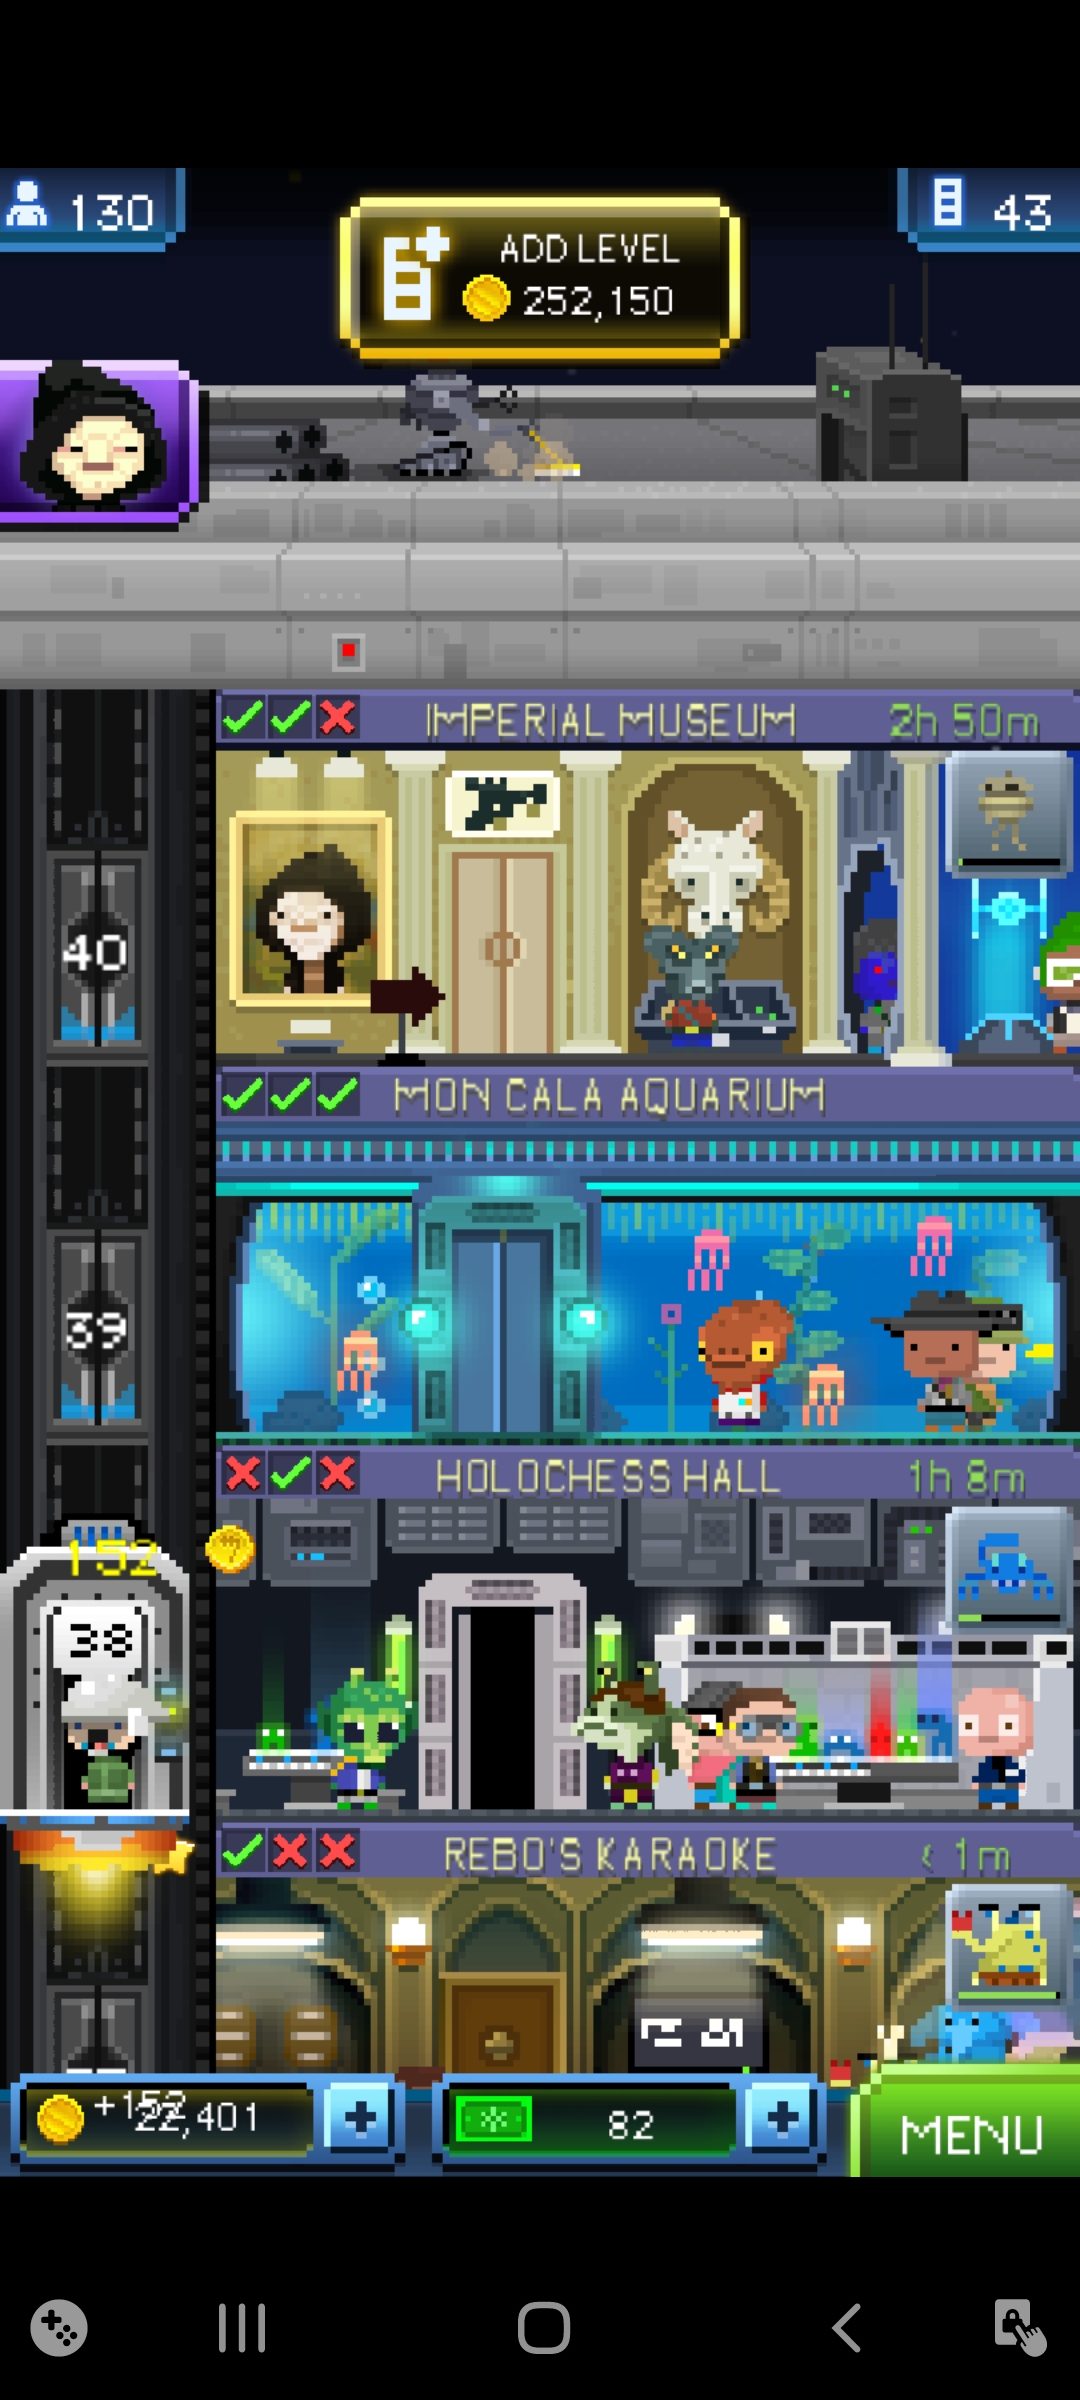 130
ADD LEVEL
252,150
43
IMPERIAL MUSEUM 2h 50m
40
MON CALA AQUARIUM
39
HOLOCHESS HALL 1h 8m
152
38
REBO'S KARAOKE < 1m
+152
22,401
82
MENU